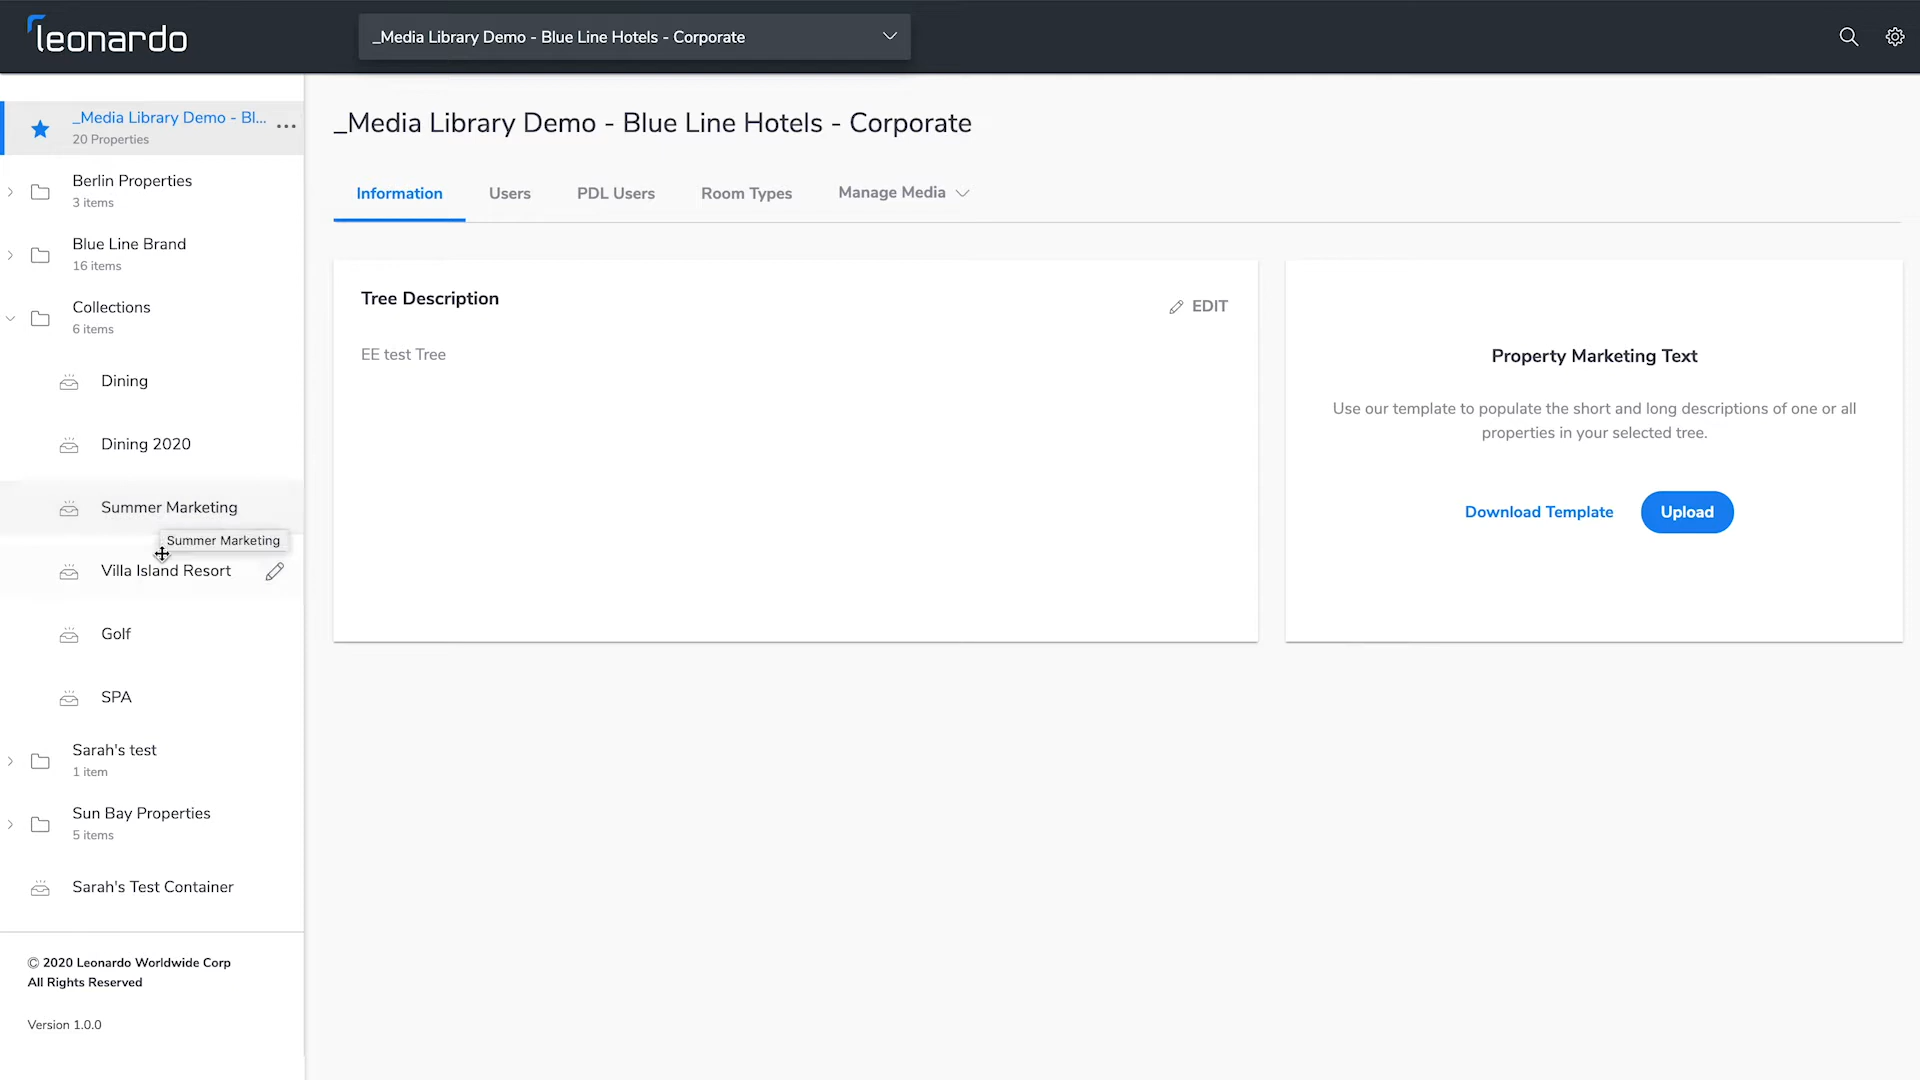 leonardo
_Media Library Demo - Blue Line Hotels - Corporate
_Media Library Demo - Bl...
20 Properties
Berlin Properties
3 items
Blue Line Brand
16 items
Collections
6 items
Dining
Dining 2020
Summer Marketing
Summer Marketing
Villa Island Resort
Golf
SPA
Sarah's test
1 item
Sun Bay Properties
5 items
Sarah's Test Container
© 2020 Leonardo Worldwide Corp
All Rights Reserved
Version 1.0.0
_Media Library Demo - Blue Line Hotels - Corporate
Information
Users
PDL Users
Room Types
Manage Media
Tree Description
EDIT
EE test Tree
Property Marketing Text
Use our template to populate the short and long descriptions of one or all
properties in your selected tree.
Download Template
Upload